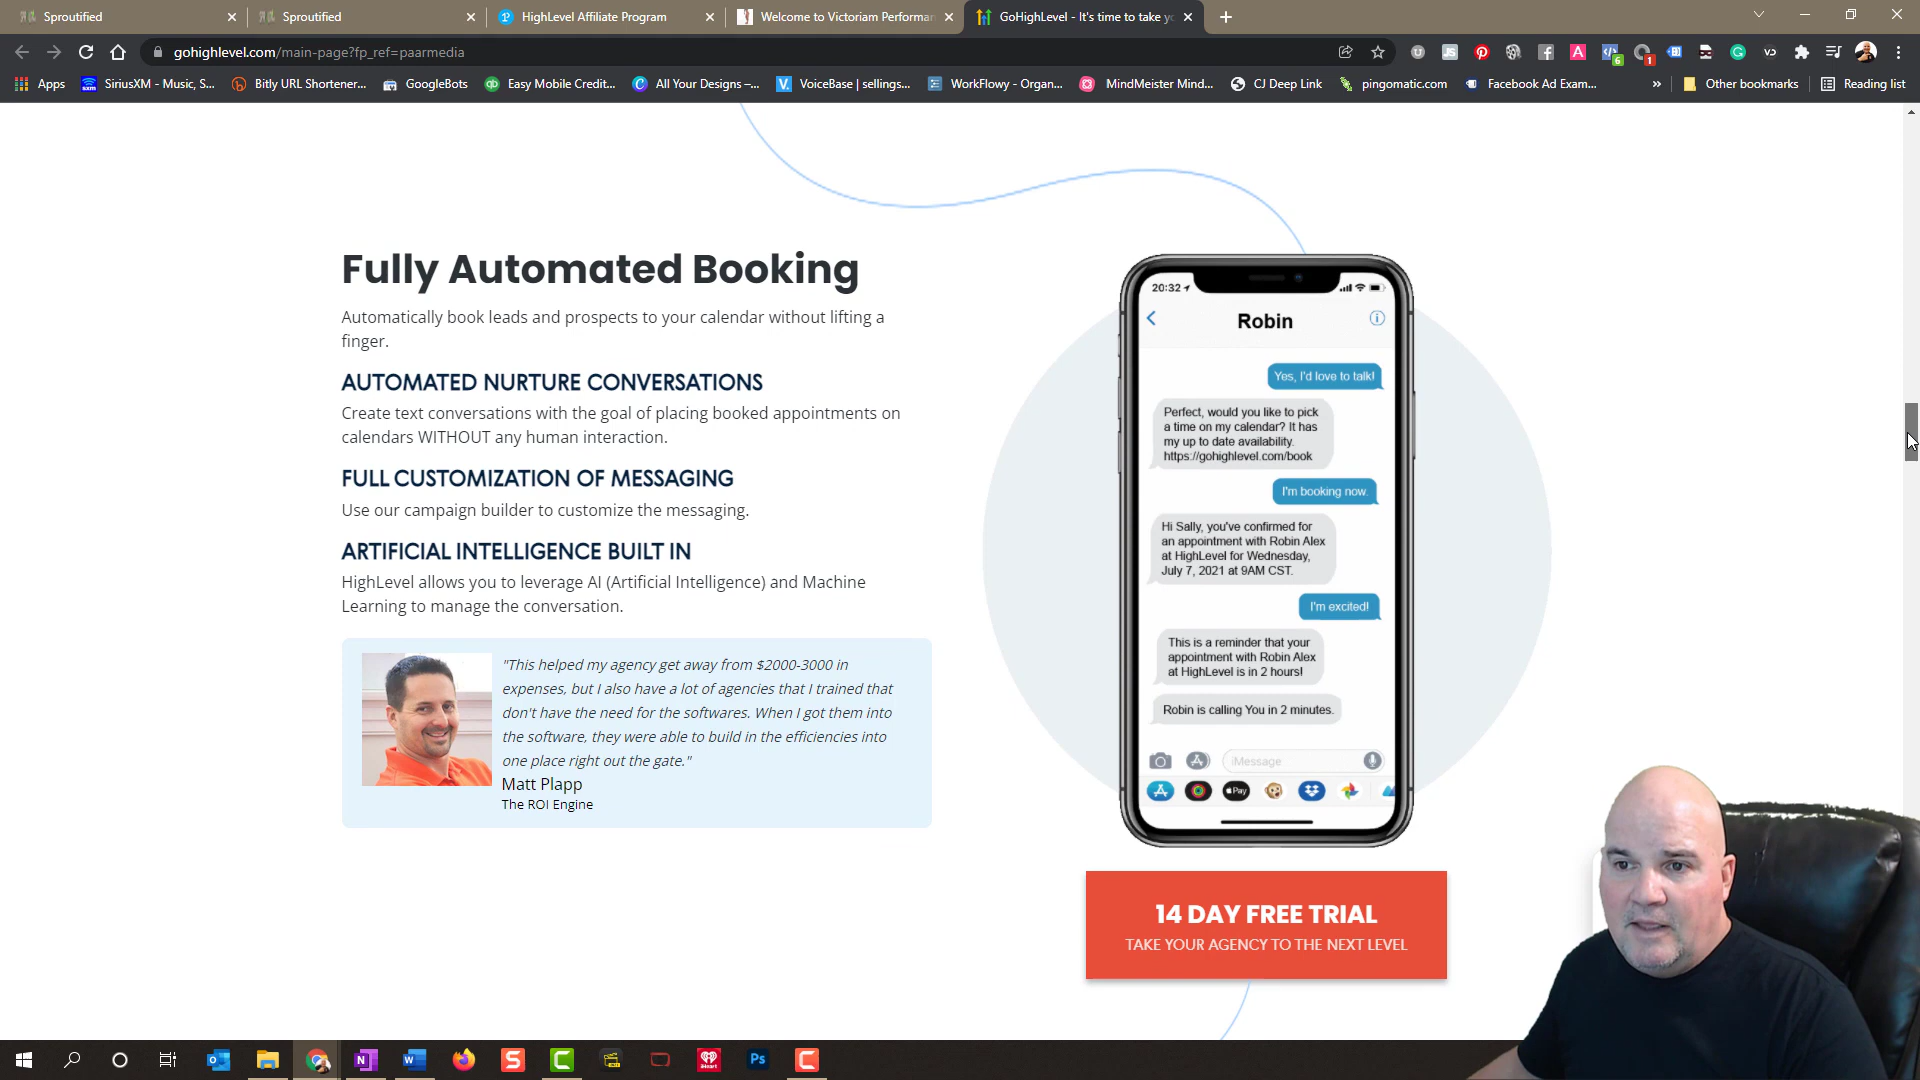 Sproutified
Sproutified
HighLevel Affiliate Program
Welcome to Victoriam Performan
GoHighLevel - It's time to take yo
gohighlevel.com/main-page?fp_ref=paarmedia
Apps
SiriusXM - Music, S...
Bitly URL Shortener...
GoogleBots
Easy Mobile Credit...
All Your Designs –...
VoiceBase | sellings...
WorkFlowy - Organ...
MindMeister Mind...
CJ Deep Link
pingomatic.com
Facebook Ad Exam...
»
Other bookmarks
Reading list
Fully Automated Booking
Automatically book leads and prospects to your calendar without lifting a
finger.
AUTOMATED NURTURE CONVERSATIONS
Create text conversations with the goal of placing booked appointments on
calendars WITHOUT any human interaction.
FULL CUSTOMIZATION OF MESSAGING
Use our campaign builder to customize the messaging.
ARTIFICIAL INTELLIGENCE BUILT IN
HighLevel allows you to leverage AI (Artificial Intelligence) and Machine
Learning to manage the conversation.
"This helped my agency get away from $2000-3000 in
expenses, but I also have a lot of agencies that I trained that
don't have the need for the softwares. When I got them into
the software, they were able to build in the efficiencies into
one place right out the gate."
Matt Plapp
The ROI Engine
20:32
Robin
Yes, I'd love to talk!
Perfect, would you like to pick
a time on my calendar? It has
my up to date availability.
https://gohighlevel.com/book
I'm booking now.
Hi Sally, you've confirmed for
an appointment with Robin Alex
at HighLevel for Wednesday,
July 7, 2021 at 9AM CST.
I'm excited!
This is a reminder that your
appointment with Robin Alex
at HighLevel is in 2 hours!
Robin is calling You in 2 minutes.
iMessage
Pay
14 DAY FREE TRIAL
TAKE YOUR AGENCY TO THE NEXT LEVEL